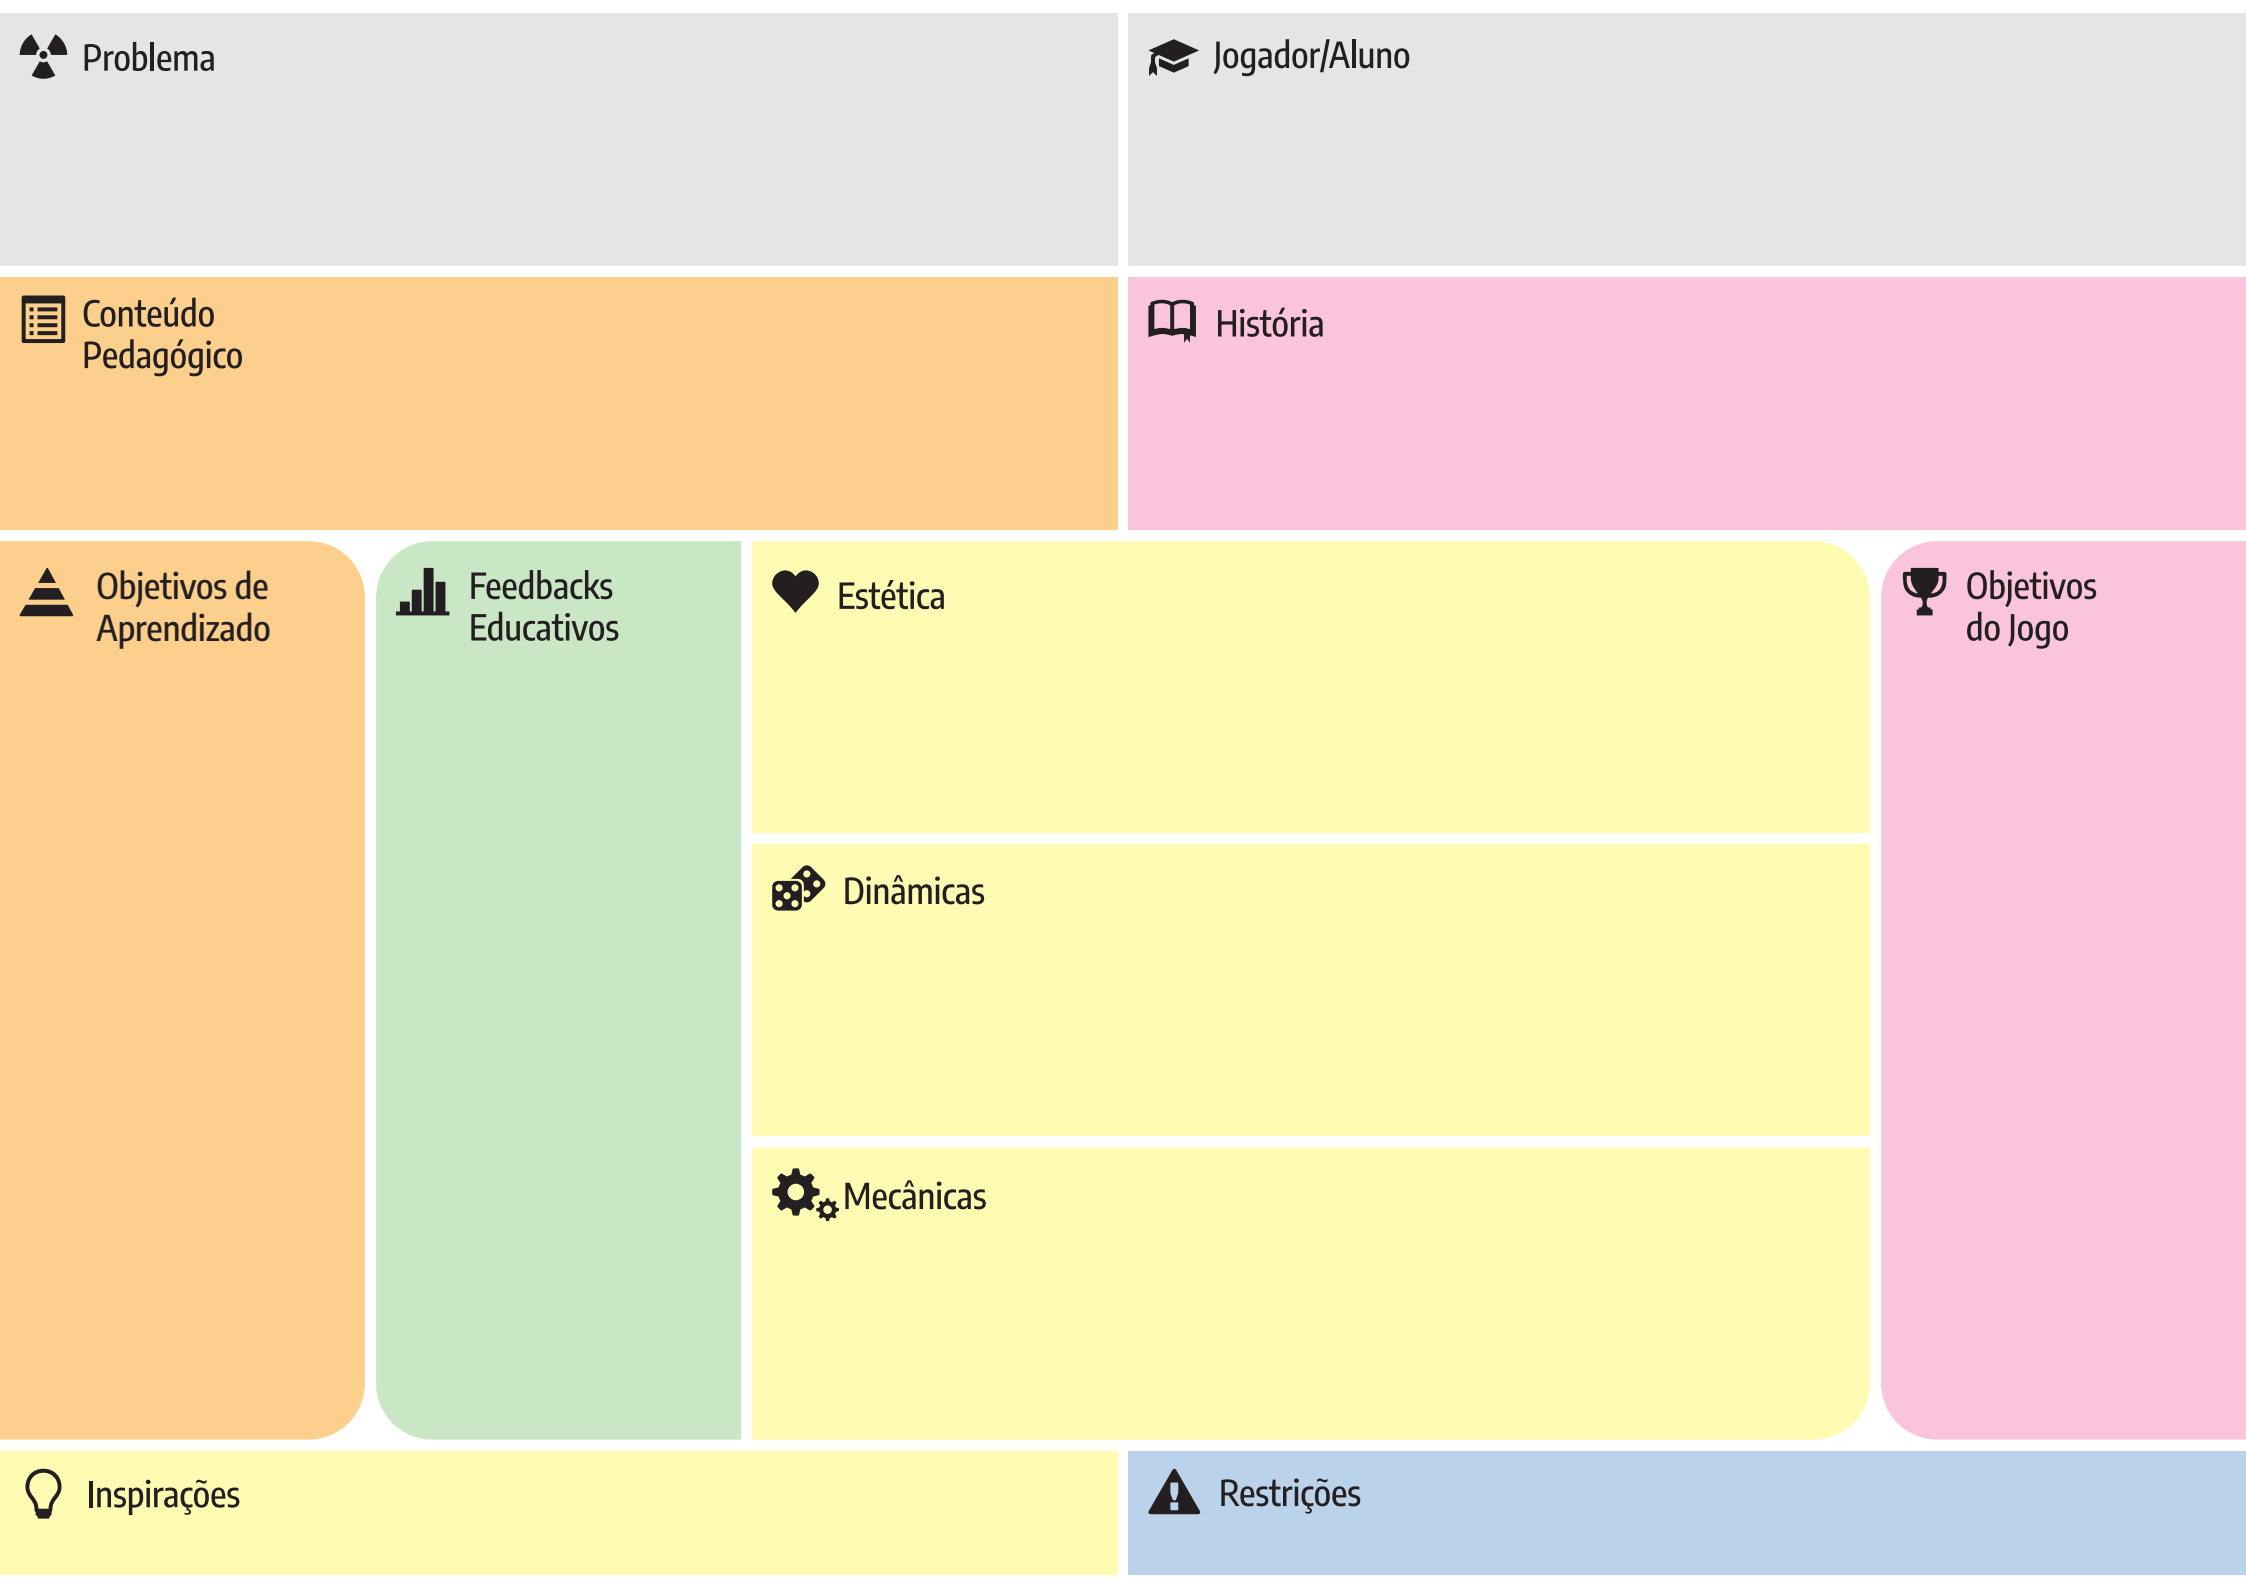 Problema
Jogador/Aluno
Conteúdo
Pedagógico
História
Objetivos de
Aprendizado
Feedbacks
Educativos
Estética
Dinâmicas
Mecânicas
Objetivos
do Jogo
Inspirações
Restrições